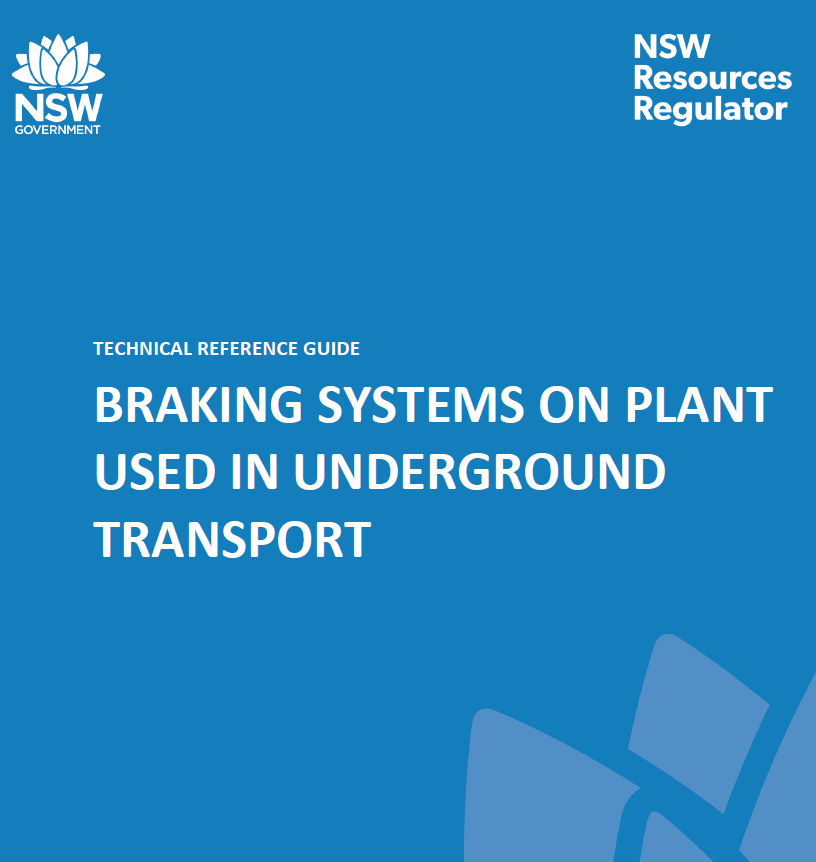 NSW
GOVERNMENT
NSW
Resources
Regulator
TECHNICAL REFERENCE GUIDE
BRAKING SYSTEMS ON PLANT
USED IN UNDERGROUND
TRANSPORT